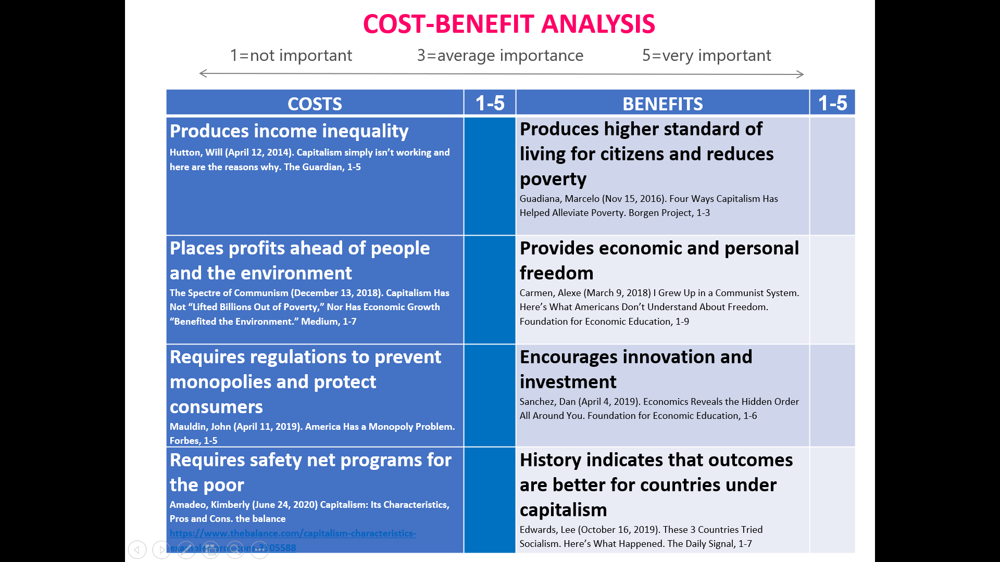 COST-BENEFIT ANALYSIS
1=not important 3=average importance 5=very important
COSTS 1-5 BENEFITS 1-5
Produces income inequality
Hutton, Will (April 12, 2014). Capitalism simply isn’t working and
here are the reasons why. The Guardian, 1-5
Produces higher standard of
living for citizens and reduces
poverty
Guadiana, Marcelo (Nov 15, 2016). Four Ways Capitalism Has
Helped Alleviate Poverty. Borgen Project, 1-3
Places profits ahead of people
and the environment
The Spectre of Communism (December 13, 2018). Capitalism Has
Not “Lifted Billions Out of Poverty,” Nor Has Economic Growth
“Benefited the Environment.” Medium, 1-7
Provides economic and personal
freedom
Carmen, Alexe (March 9, 2018) I Grew Up in a Communist System.
Here’s What Americans Don’t Understand About Freedom.
Foundation for Economic Education, 1-9
Requires regulations to prevent
monopolies and protect
consumers
Mauldin, John (April 11, 2019). America Has a Monopoly Problem.
Forbes, 1-5
Encourages innovation and
investment
Sanchez, Dan (April 4, 2019). Economics Reveals the Hidden Order
All Around You. Foundation for Economic Education, 1-6
Requires safety net programs for
the poor
Amadeo, Kimberly (June 24, 2020) Capitalism: Its Characteristics,
Pros and Cons. the balance
https://www.thebalance.com/capitalism-characteristics-
History indicates that outcomes
are better for countries under
capitalism
Edwards, Lee (October 16, 2019). These 3 Countries Tried
Socialism. Here’s What Happened. The Daily Signal, 1-7